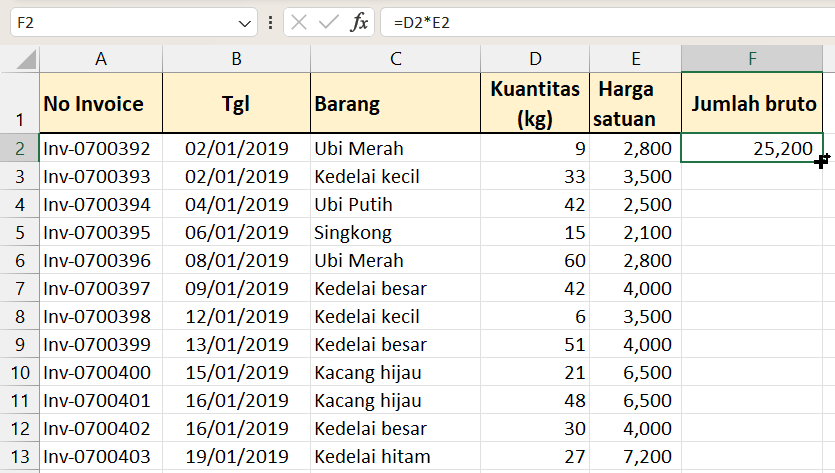 F2 fx =D2*E2
A B C D E F
1 No Invoice Tgl Barang Kuantitas (kg) Harga satuan Jumlah bruto
2 Inv-0700392 02/01/2019 Ubi Merah 9 2,800 25,200
3 Inv-0700393 02/01/2019 Kedelai kecil 33 3,500
4 Inv-0700394 04/01/2019 Ubi Putih 42 2,500
5 Inv-0700395 06/01/2019 Singkong 15 2,100
6 Inv-0700396 08/01/2019 Ubi Merah 60 2,800
7 Inv-0700397 09/01/2019 Kedelai besar 42 4,000
8 Inv-0700398 12/01/2019 Kedelai kecil 6 3,500
9 Inv-0700399 13/01/2019 Kedelai besar 51 4,000
10 Inv-0700400 15/01/2019 Kacang hijau 21 6,500
11 Inv-0700401 16/01/2019 Kacang hijau 48 6,500
12 Inv-0700402 16/01/2019 Kedelai besar 30 4,000
13 Inv-0700403 19/01/2019 Kedelai hitam 27 7,200